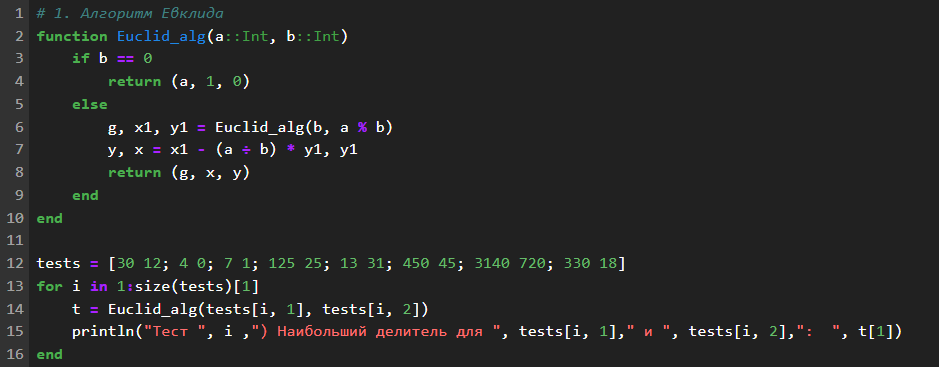 1 # 1. Алгоритм Евклида
2 function Euclid_alg(a::Int, b::Int)
3     if b == 0
4         return (a, 1, 0)
5     else
6         g, x1, y1 = Euclid_alg(b, a % b)
7         y, x = x1 - (a ÷ b) * y1, y1
8         return (g, x, y)
9     end
10 end
11
12 tests = [30 12; 4 0; 7 1; 125 25; 13 31; 450 45; 3140 720; 330 18]
13 for i in 1:size(tests)[1]
14     t = Euclid_alg(tests[i, 1], tests[i, 2])
15     println("Тест ", i ,") Наибольший делитель для ", tests[i, 1]," и ", tests[i, 2],":  ", t[1])
16 end